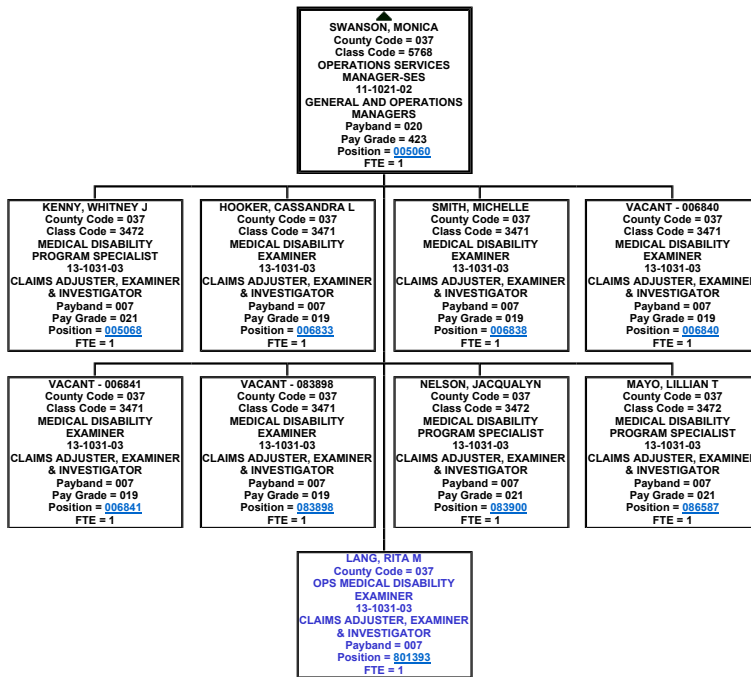 SWANSON, MONICA
County Code = 037
Class Code = 5768
OPERATIONS SERVICES
MANAGER-SES
11-1021-02
GENERAL AND OPERATIONS
MANAGERS
Payband = 020
Pay Grade = 423
Position = 005060
FTE = 1
KENNY, WHITNEY J
County Code = 037
Class Code = 3472
MEDICAL DISABILITY
PROGRAM SPECIALIST
13-1031-03
CLAIMS ADJUSTER, EXAMINER
& INVESTIGATOR
Payband = 007
Pay Grade = 021
Position = 005068
FTE = 1
HOOKER, CASSANDRA L
County Code = 037
Class Code = 3471
MEDICAL DISABILITY
EXAMINER
13-1031-03
CLAIMS ADJUSTER, EXAMINER
& INVESTIGATOR
Payband = 007
Pay Grade = 019
Position = 006833
FTE = 1
SMITH, MICHELLE
County Code = 037
Class Code = 3471
MEDICAL DISABILITY
EXAMINER
13-1031-03
CLAIMS ADJUSTER, EXAMINER
& INVESTIGATOR
Payband = 007
Pay Grade = 019
Position = 006838
FTE = 1
VACANT - 006840
County Code = 037
Class Code = 3471
MEDICAL DISABILITY
EXAMINER
13-1031-03
CLAIMS ADJUSTER, EXAMINER
& INVESTIGATOR
Payband = 007
Pay Grade = 019
Position = 006840
FTE = 1
VACANT - 006841
County Code = 037
Class Code = 3471
MEDICAL DISABILITY
EXAMINER
13-1031-03
CLAIMS ADJUSTER, EXAMINER
& INVESTIGATOR
Payband = 007
Pay Grade = 019
Position = 006841
FTE = 1
VACANT - 083898
County Code = 037
Class Code = 3471
MEDICAL DISABILITY
EXAMINER
13-1031-03
CLAIMS ADJUSTER, EXAMINER
& INVESTIGATOR
Payband = 007
Pay Grade = 019
Position = 083898
FTE = 1
NELSON, JACQUALYN
County Code = 037
Class Code = 3472
MEDICAL DISABILITY
PROGRAM SPECIALIST
13-1031-03
CLAIMS ADJUSTER, EXAMINER
& INVESTIGATOR
Payband = 007
Pay Grade = 021
Position = 083900
FTE = 1
MAYO, LILLIAN T
County Code = 037
Class Code = 3472
MEDICAL DISABILITY
PROGRAM SPECIALIST
13-1031-03
CLAIMS ADJUSTER, EXAMINER
& INVESTIGATOR
Payband = 007
Pay Grade = 021
Position = 086587
FTE = 1
LANG, RITA M
County Code = 037
OPS MEDICAL DISABILITY
EXAMINER
13-1031-03
CLAIMS ADJUSTER, EXAMINER
& INVESTIGATOR
Payband = 007
Position = 801393
FTE = 1